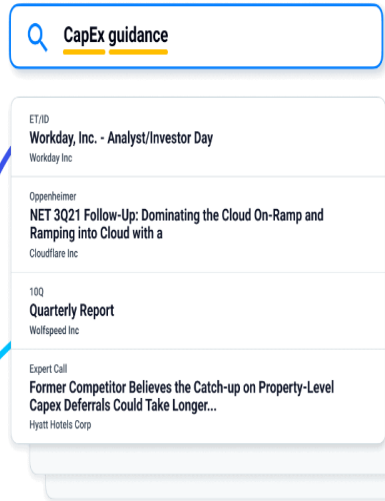 CapEx guidance
ET/ID
Workday, Inc. - Analyst/Investor Day
Workday Inc
Oppenheimer
NET 3Q21 Follow-Up: Dominating the Cloud On-Ramp and
Ramping into Cloud with a
Cloudflare Inc
10Q
Quarterly Report
Wolfspeed Inc
Expert Call
Former Competitor Believes the Catch-up on Property-Level
Capex Deferrals Could Take Longer...
Hyatt Hotels Corp